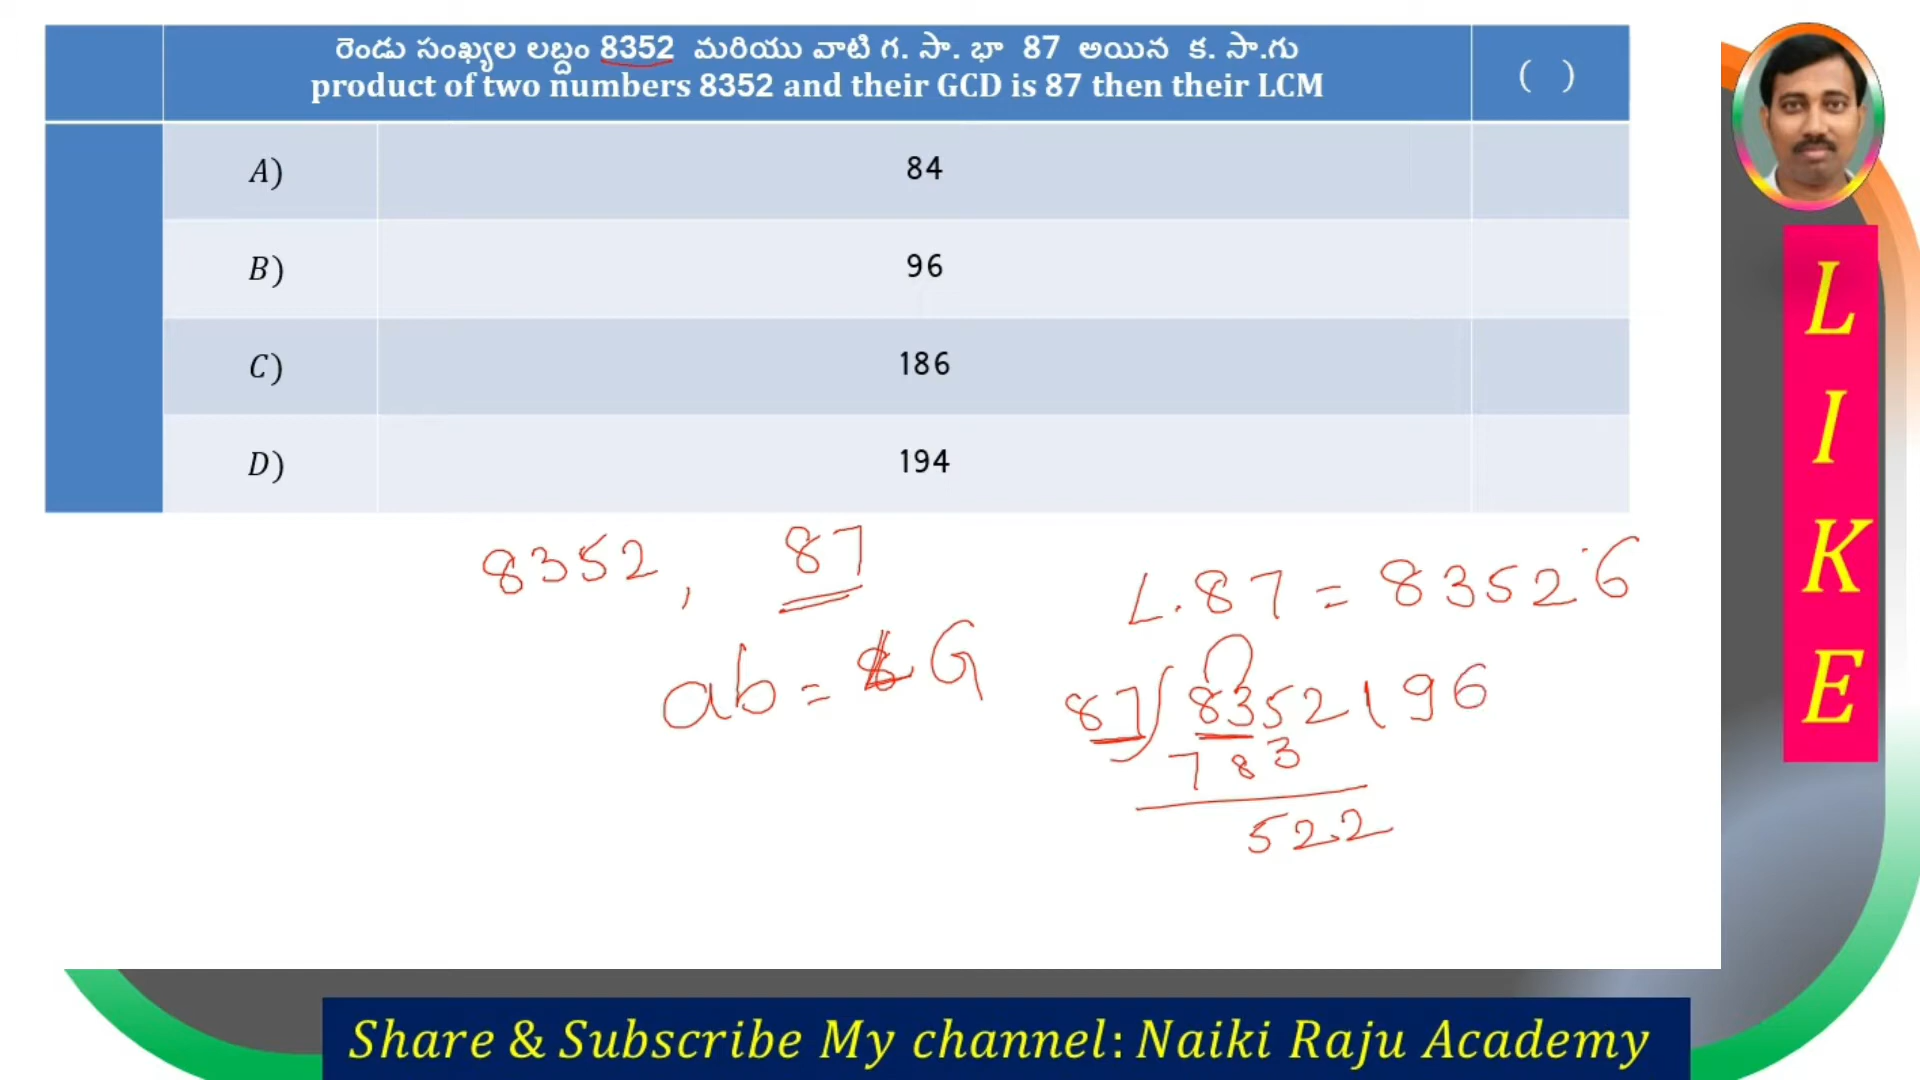 రెండు సంఖ్యల లబ్దం 8352 మరియు వాటి గ. సా. భా 87 అయిన క. సా.గు
product of two numbers 8352 and their GCD is 87 then their LCM
( )
A) 84
B) 96
C) 186
D) 194
8352, 87
ab = L G
L. 87 = 8352 6
87 ) 8352 ( 96
783
522
L
I
K
E
Share & Subscribe My channel: Naiki Raju Academy